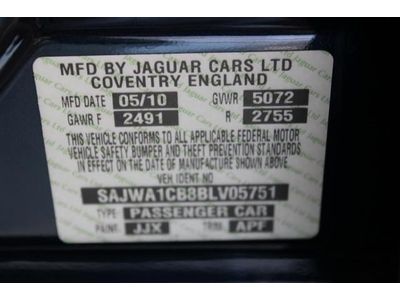 MFD BY JAGUAR CARS LTD
COVENTRY ENGLAND
MFD DATE 05/10 GVWR 5072
GAWR F 2491 R 2755
THIS VEHICLE CONFORMS TO ALL APPLICABLE FEDERAL MOTOR
VEHICLE SAFETY BUMPER AND THEFT PREVENTION STANDARDS
IN EFFECT ON THE DATE OF MANUFACTURE SHOWN ABOVE
VEH IDENT NO
SAJWA1CB8BLV05751
TYPE: PASSENGER CAR
PAINT: JJX TRIM: APF